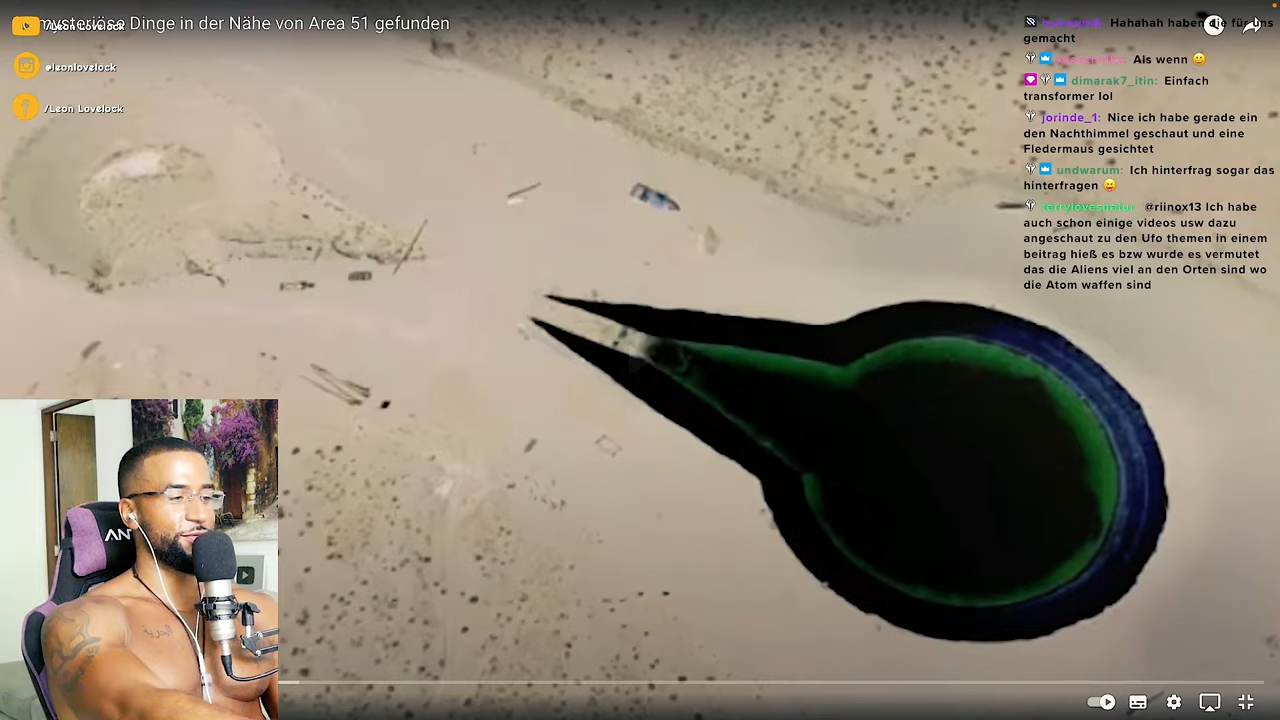 mysteriöse Dinge in der Nähe von Area 51 gefunden
/Leon Lovelock
@leonlovelock
/Leon Lovelock
AN
Hahahah haben die für uns
gemacht
Als wenn 😀
dimarak7_itin: Einfach
transformer lol
jorinde_1: Nice ich habe gerade ein
den Nachthimmel geschaut und eine
Fledermaus gesichtet
undwarum: Ich hinterfrag sogar das
hinterfragen 😜
@riinox13 Ich habe
auch schon einige videos usw dazu
angeschaut zu den Ufo themen in einem
beitrag hieß es bzw wurde es vermutet
das die Aliens viel an den Orten sind wo
die Atom waffen sind